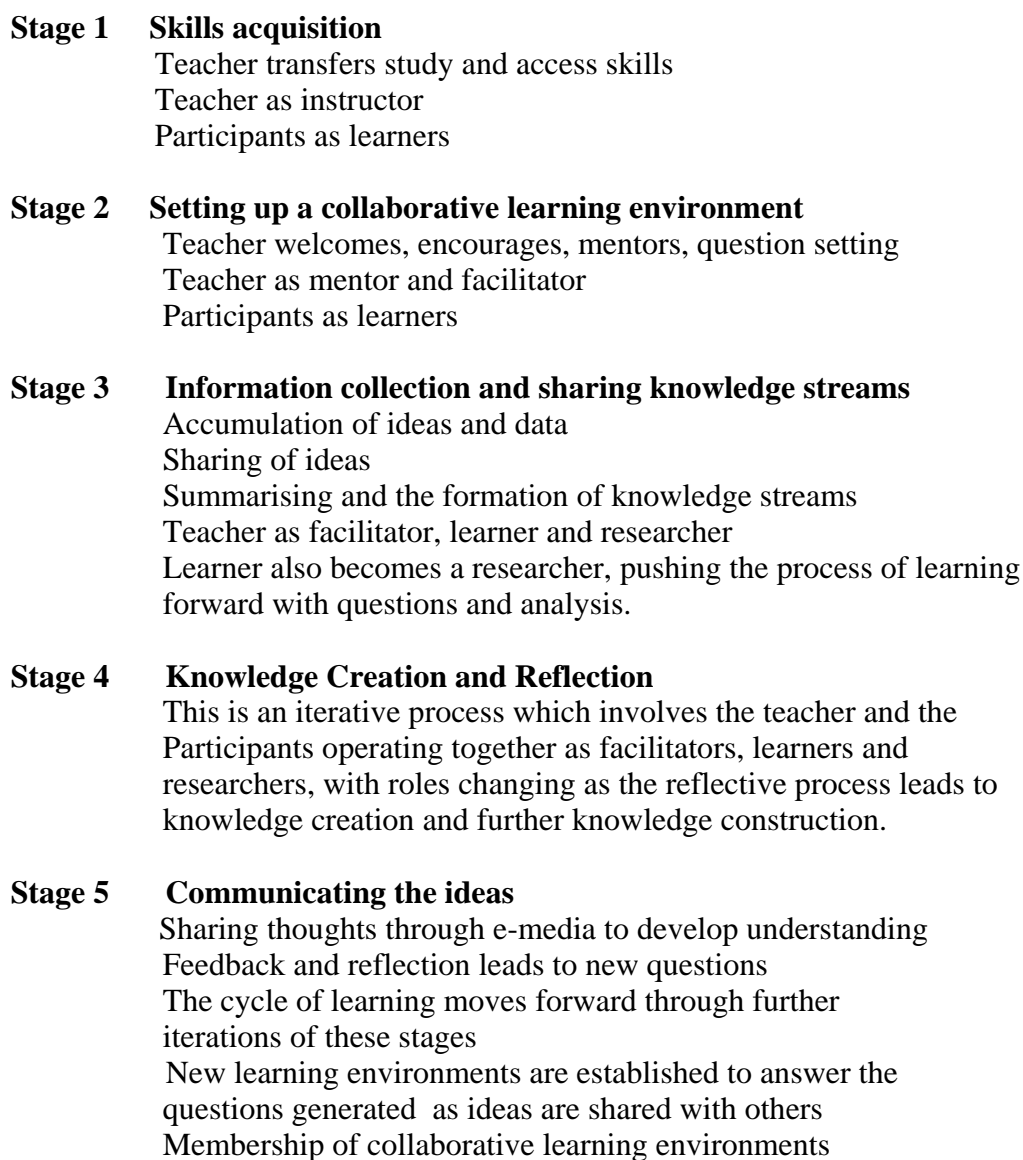 Stage 1 Skills acquisition
Teacher transfers study and access skills
Teacher as instructor
Participants as learners
Stage 2 Setting up a collaborative learning environment
Teacher welcomes, encourages, mentors, question setting
Teacher as mentor and facilitator
Participants as learners
Stage 3 Information collection and sharing knowledge streams
Accumulation of ideas and data
Sharing of ideas
Summarising and the formation of knowledge streams
Teacher as facilitator, learner and researcher
Learner also becomes a researcher, pushing the process of learning
forward with questions and analysis.
Stage 4 Knowledge Creation and Reflection
This is an iterative process which involves the teacher and the
Participants operating together as facilitators, learners and
researchers, with roles changing as the reflective process leads to
knowledge creation and further knowledge construction.
Stage 5 Communicating the ideas
Sharing thoughts through e-media to develop understanding
Feedback and reflection leads to new questions
The cycle of learning moves forward through further
iterations of these stages
New learning environments are established to answer the
questions generated as ideas are shared with others
Membership of collaborative learning environments